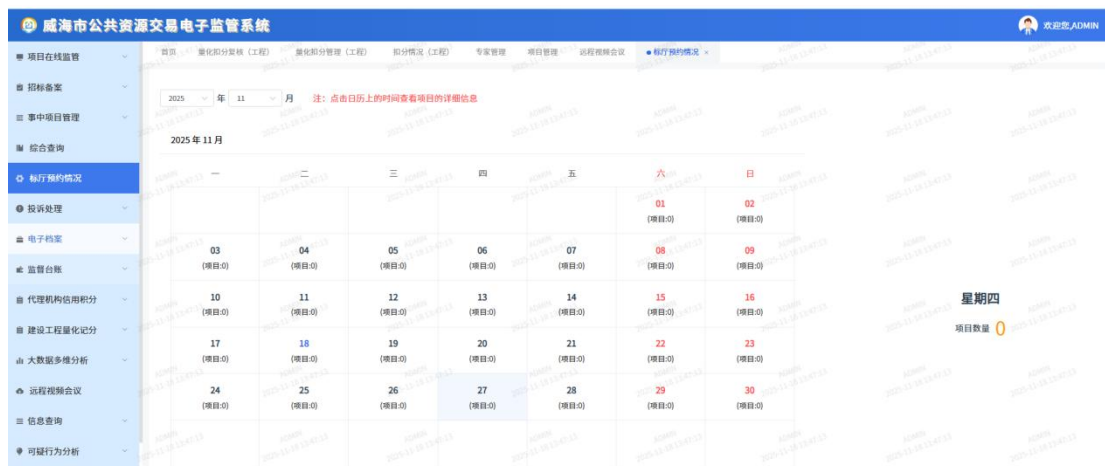 威海市公共资源交易电子监管系统
欢迎您,ADMIN
项目在线监管
招标备案
事中项目管理
综合查询
标厅预约情况
投诉处理
电子档案
监督台账
代理机构信用积分
建设工程量化记分
大数据多维分析
远程视频会议
信息查询
可疑行为分析
首页 量化扣分复核（工程） 量化扣分管理（工程） 扣分情况（工程） 专家管理 项目管理 远程视频会议 标厅预约情况 ×
2025 年 11 月 注：点击日历上的时间查看项目的详细信息
2025 年 11 月
一 二 三 四 五 六 日
01 02
(项目:0) (项目:0)
03 04 05 06 07 08 09
(项目:0) (项目:0) (项目:0) (项目:0) (项目:0) (项目:0) (项目:0)
10 11 12 13 14 15 16
(项目:0) (项目:0) (项目:0) (项目:0) (项目:0) (项目:0) (项目:0)
17 18 19 20 21 22 23
(项目:0) (项目:0) (项目:0) (项目:0) (项目:0) (项目:0) (项目:0)
24 25 26 27 28 29 30
(项目:0) (项目:0) (项目:0) (项目:0) (项目:0) (项目:0) (项目:0)
星期四
项目数量 0
ADMIN
2025-11-18 13:47:13